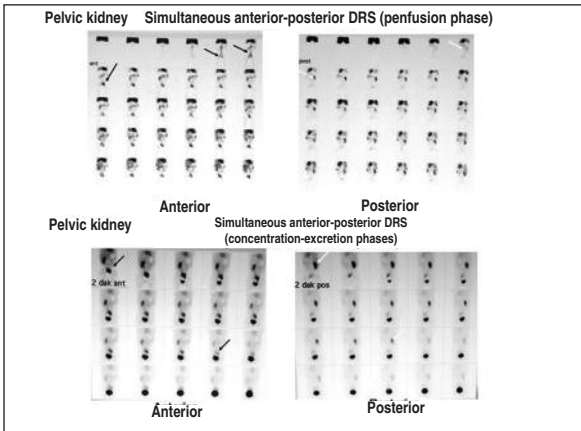 Pelvic kidney Simultaneous anterior-posterior DRS (penfusion phase)
ant
post
Anterior Posterior
Pelvic kidney Simultaneous anterior-posterior DRS
(concentration-excretion phases)
2 dak ant 2 dak pos
Anterior Posterior